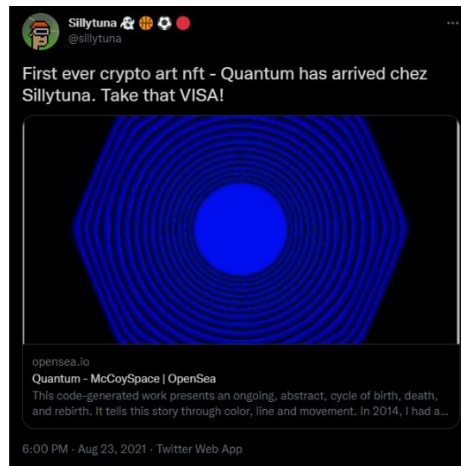 Sillytuna
@sillytuna
First ever crypto art nft - Quantum has arrived chez
Sillytuna. Take that VISA!
opensea.io
Quantum - McCoySpace | OpenSea
This code-generated work presents an ongoing, abstract, cycle of birth, death,
and rebirth. It tells this story through color, line and movement. In 2014, I had a...
6:00 PM · Aug 23, 2021 · Twitter Web App